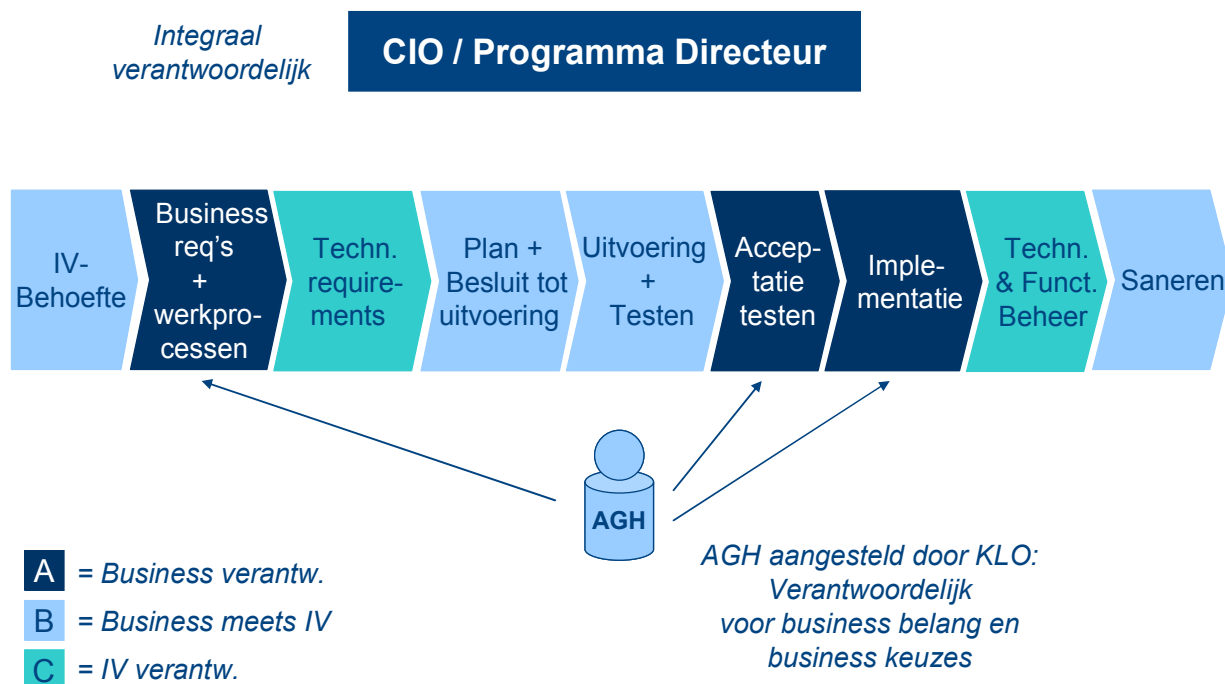 Integraal
verantwoordelijk
CIO / Programma Directeur
IV-
Behoefte
Business
req's
+
werkpro-
cessen
Techn.
require-
ments
Plan +
Besluit tot
uitvoering
Uitvoering
+
Testen
Accep-
tatie
testen
Imple-
mentatie
Techn.
& Funct.
Beheer
Saneren
AGH
A = Business verantw.
B = Business meets IV
C = IV verantw.
AGH aangesteld door KLO:
Verantwoordelijk
voor business belang en
business keuzes